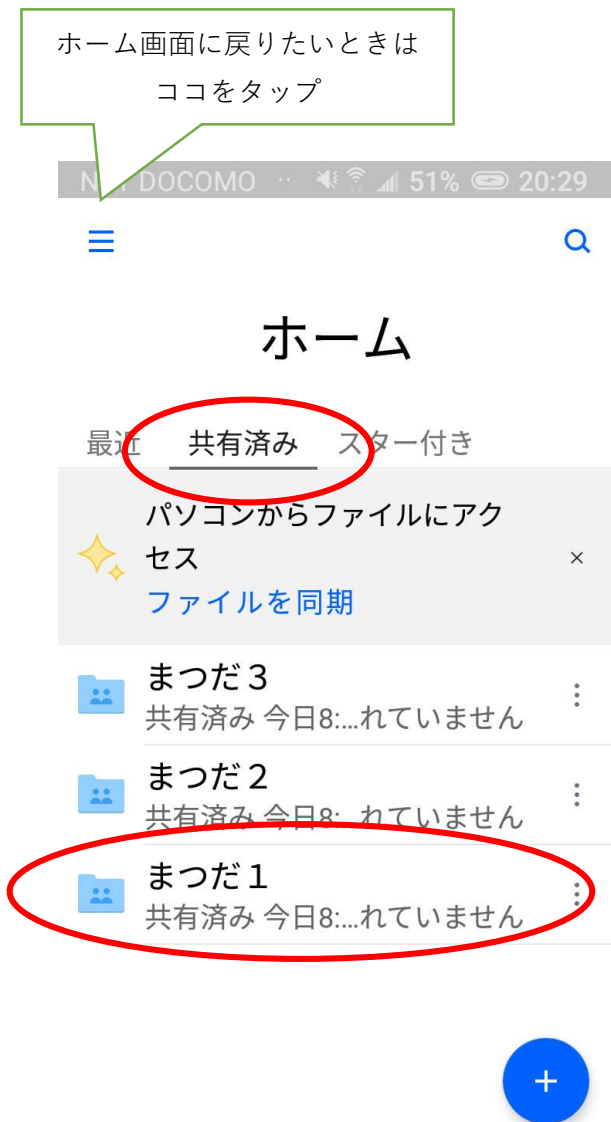 ホーム画面に戻りたいときは
ココをタップ
DOCOMO 51% 20:29
ホーム
最近 共有済み スター付き
パソコンからファイルにアク
セス
×
ファイルを同期
まつだ３
共有済み 今日8:...れていません
まつだ２
共有済み 今日8:...れていません
まつだ１
共有済み 今日8:...れていません
+